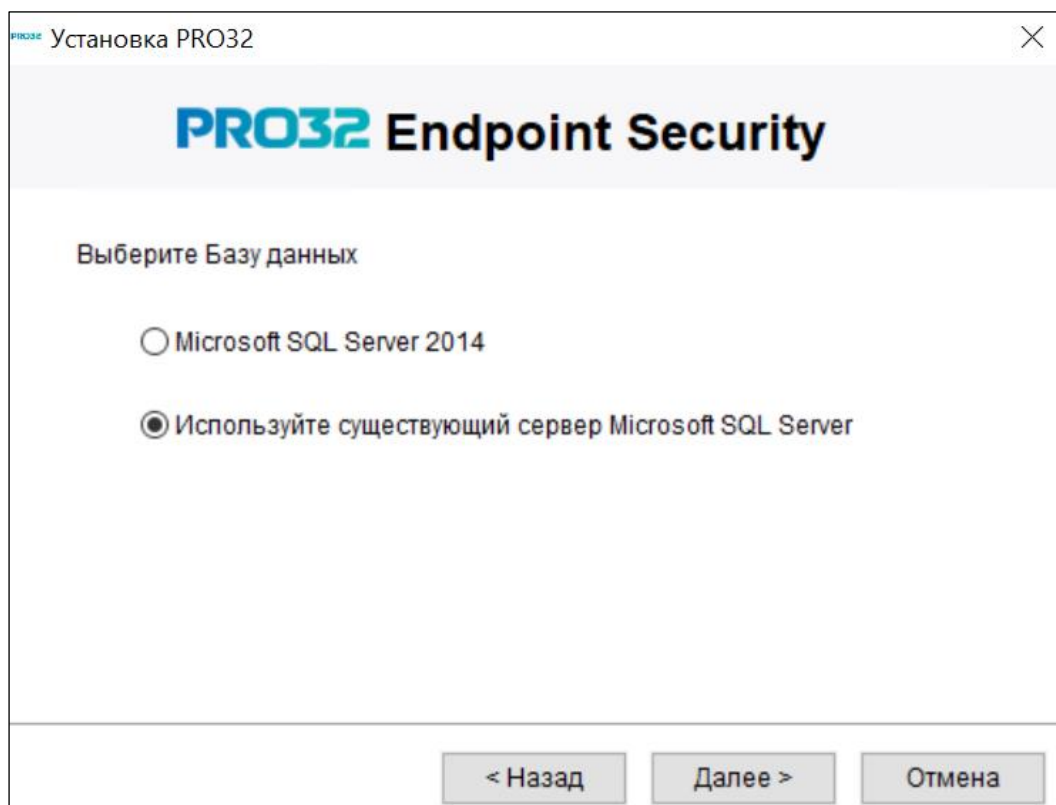 PRO32 Установка PRO32
PRO32 Endpoint Security
Выберите Базу данных
Microsoft SQL Server 2014
Используйте существующий сервер Microsoft SQL Server
< Назад Далее > Отмена